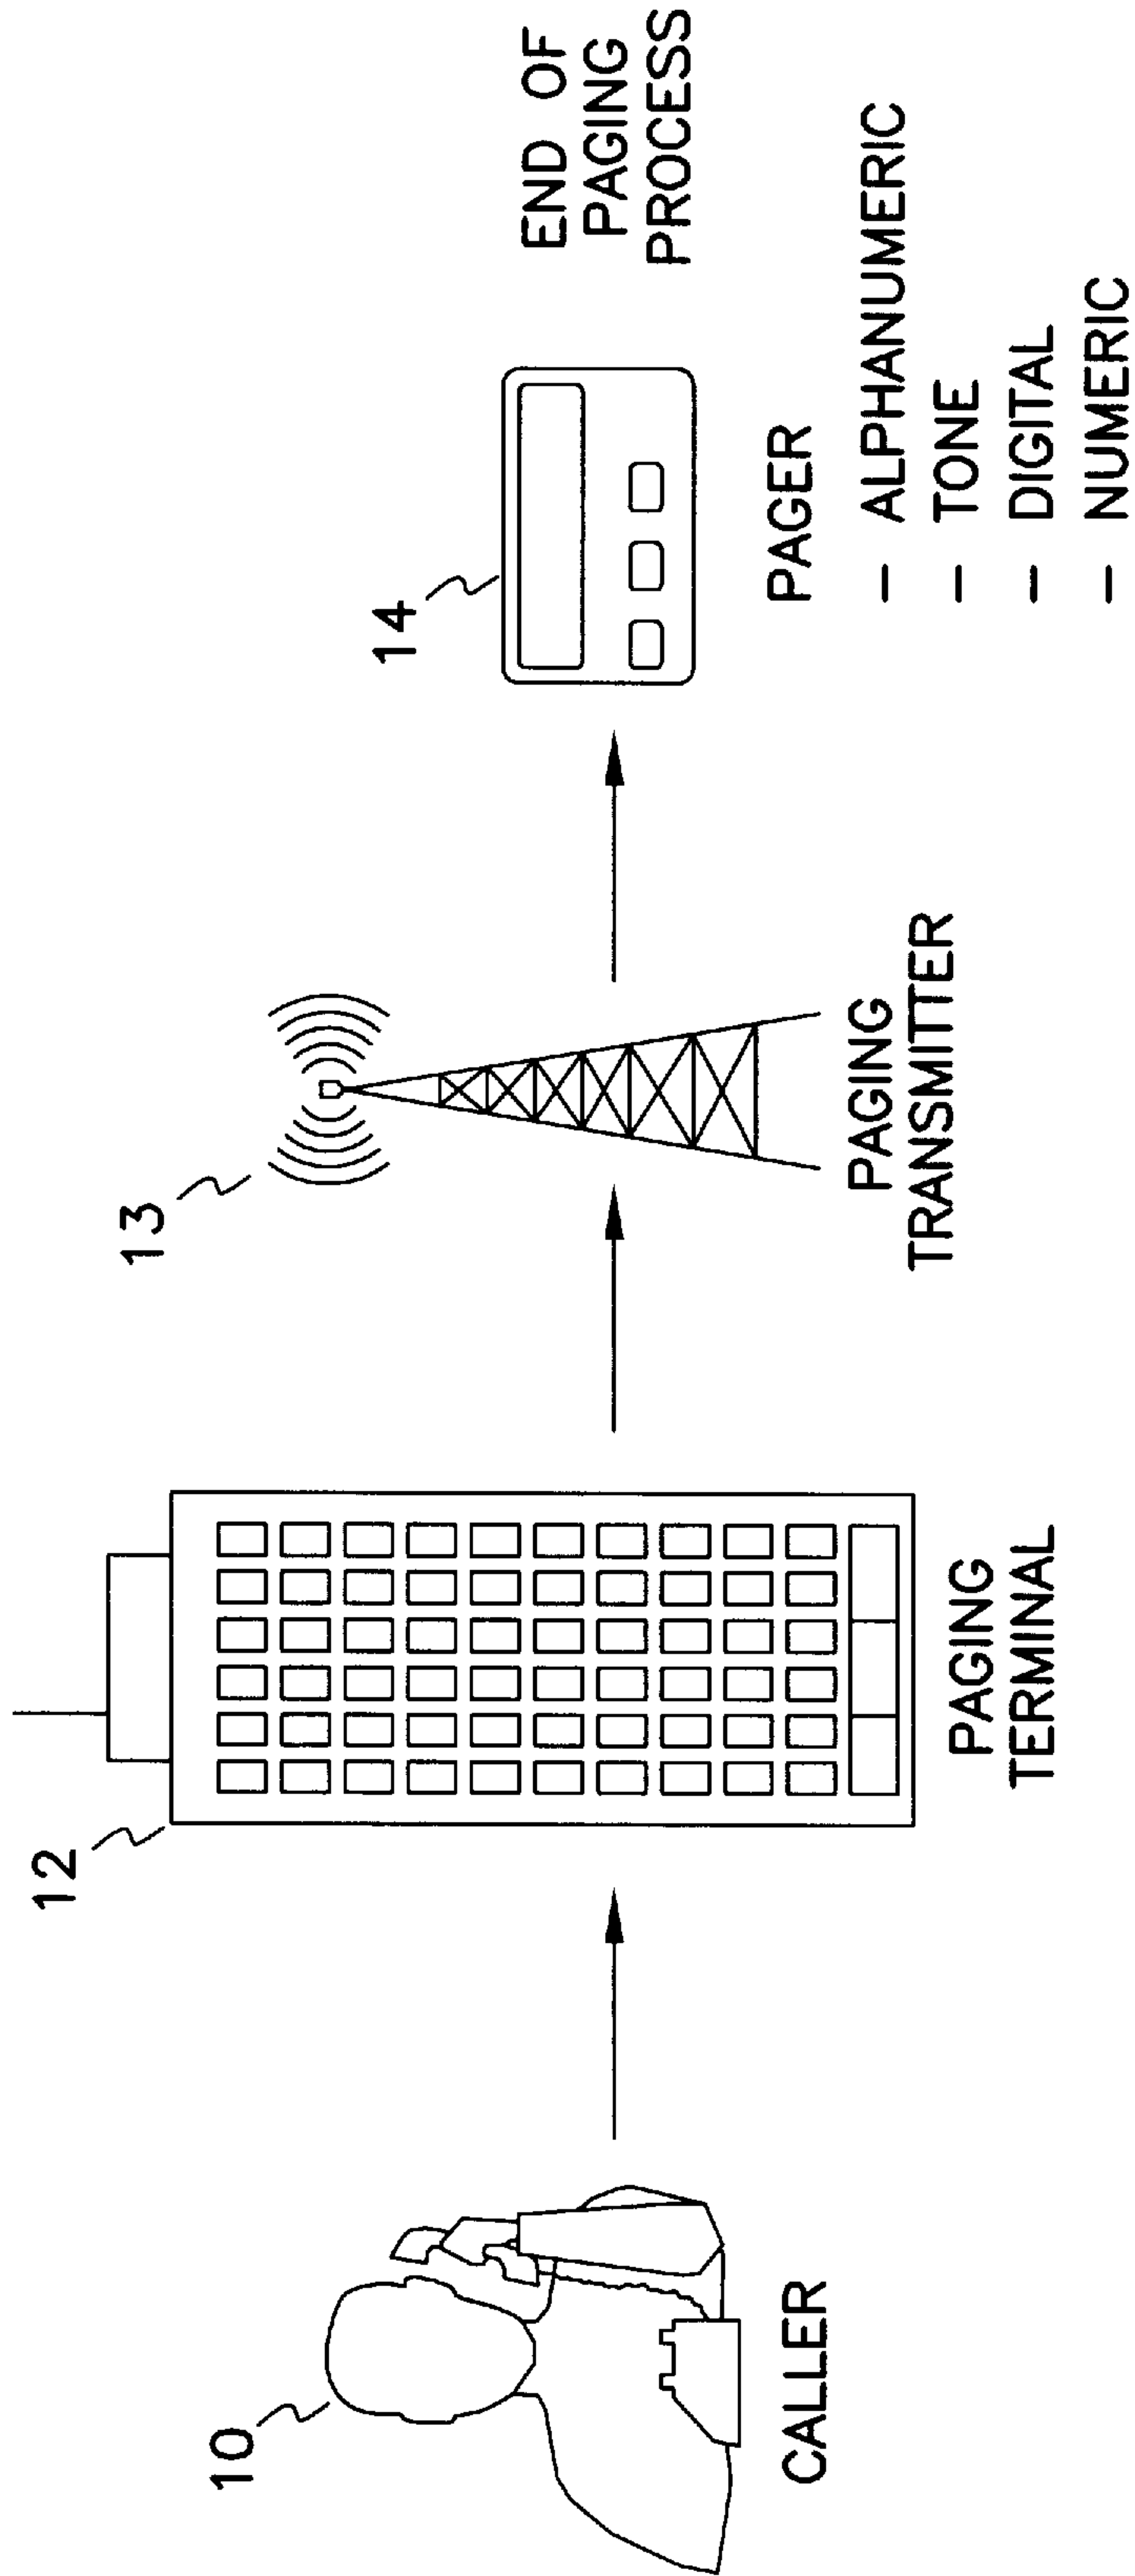 10
CALLER
12
PAGING
TERMINAL
13
PAGING
TRANSMITTER
14
PAGER
- ALPHANUMERIC
- TONE
- DIGITAL
- NUMERIC
END OF
PAGING
PROCESS